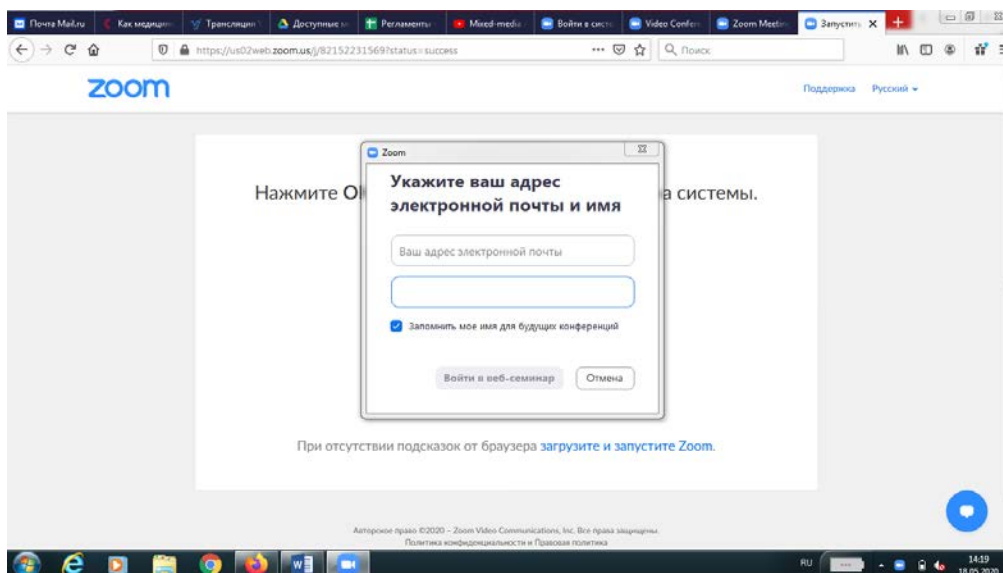 Почта Mail.ru
Как медицин
Трансляции
Доступные
Регламенты
Mixed-media
Войти в систе
Video Confer
Zoom Meetin
Запустить
https://us02web.zoom.us/j/82152231569?status=success
Поиск
zoom
Поддержка
Русский
Zoom
Укажите ваш адрес
электронной почты и имя
Нажмите
а системы.
Ваш адрес электронной почты
Запомнить мое имя для будущих конференций
Войти в веб-семинар
Отмена
При отсутствии подсказок от браузера загрузите и запустите Zoom.
Авторское право ©2020 - Zoom Video Communications, Inc. Все права защищены.
Политика конфиденциальности и Правовая политика
RU
14:19
18.05.2020